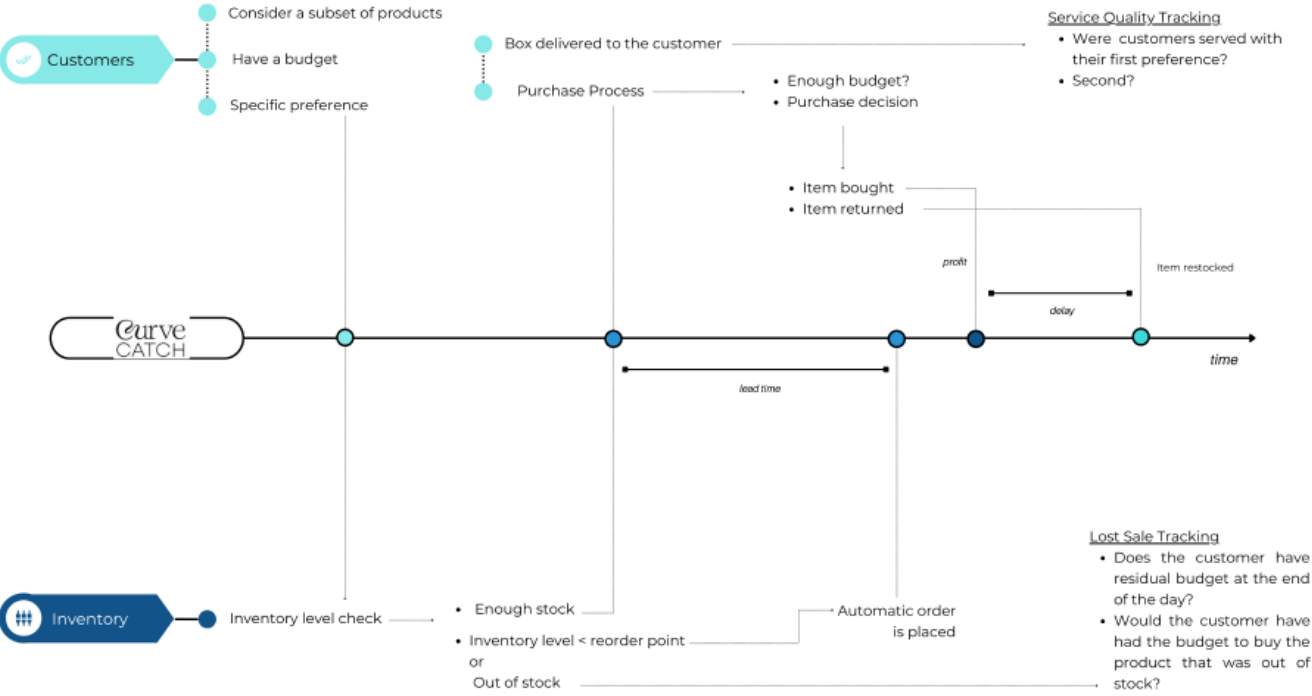 Consider a subset of products
Customers
Have a budget
Specific preference
Box delivered to the customer
Purchase Process
• Enough budget?
• Purchase decision
Service Quality Tracking
• Were customers served with
their first preference?
• Second?
• Item bought
• Item returned
profit
Item restocked
delay
Curve
CATCH
time
lead time
Inventory
Inventory level check
• Enough stock
• Inventory level < reorder point
or
Out of stock
Automatic order
is placed
Lost Sale Tracking
• Does the customer have
residual budget at the end
of the day?
• Would the customer have
had the budget to buy the
product that was out of
stock?